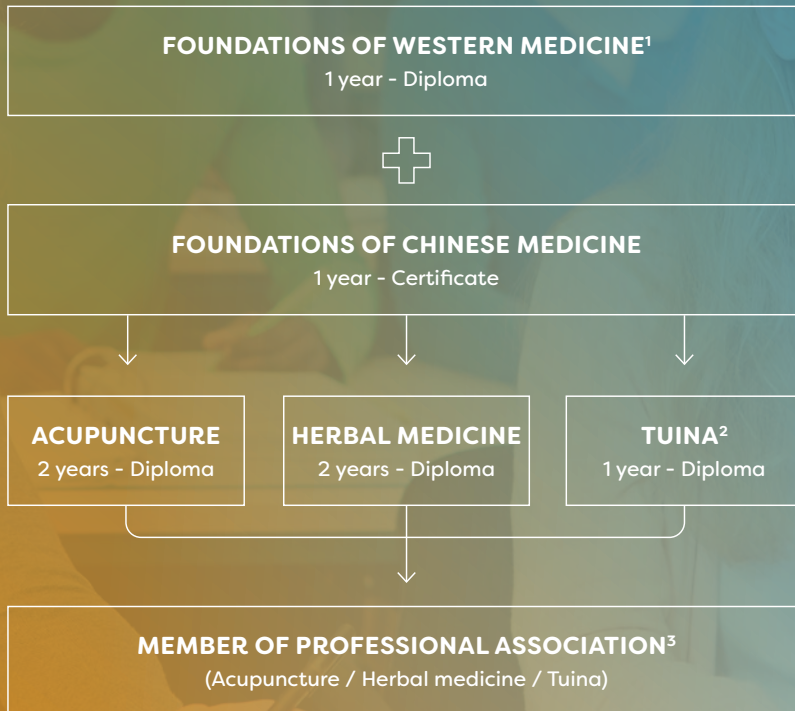 FOUNDATIONS OF WESTERN MEDICINE¹
1 year - Diploma
FOUNDATIONS OF CHINESE MEDICINE
1 year - Certificate
ACUPUNCTURE
2 years - Diploma
HERBAL MEDICINE
2 years - Diploma
TUINA²
1 year - Diploma
MEMBER OF PROFESSIONAL ASSOCIATION³
(Acupuncture / Herbal medicine / Tuina)